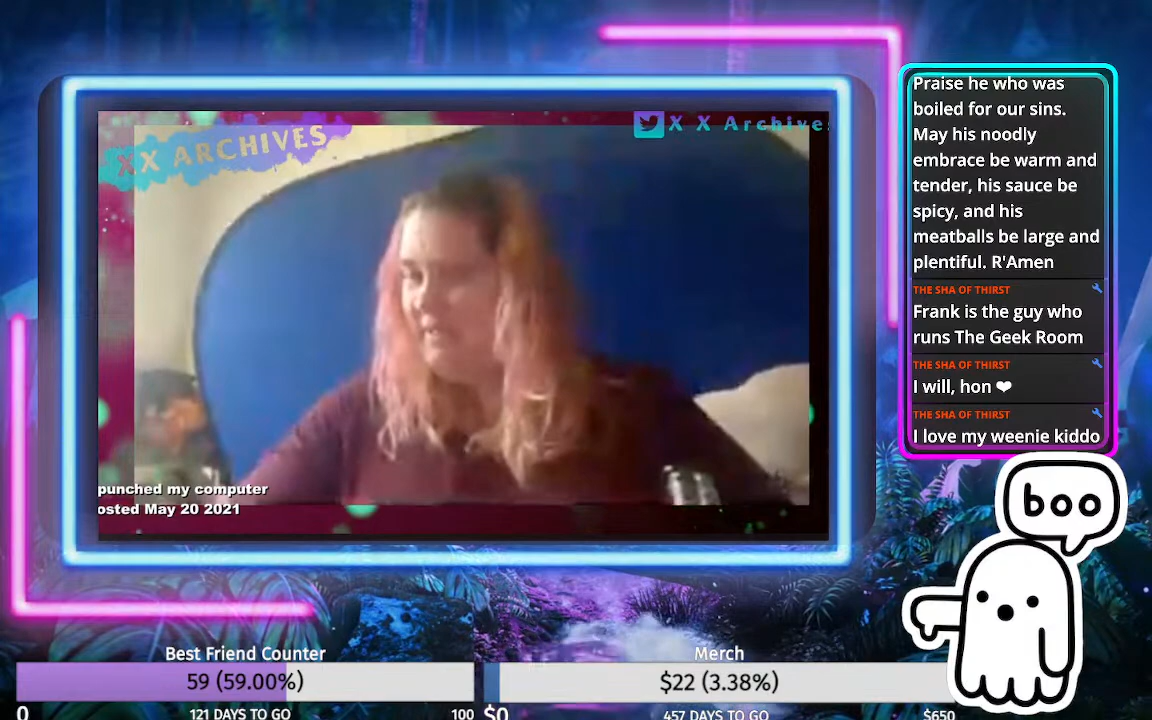 XX ARCHIVES
X X Archive
punched my computer
osted May 20 2021
Praise he who was
boiled for our sins.
May his noodly
embrace be warm and
tender, his sauce be
spicy, and his
meatballs be large and
plentiful. R'Amen
THE SHA OF THIRST
Frank is the guy who
runs The Geek Room
THE SHA OF THIRST
I will, hon ❤
THE SHA OF THIRST
I love my weenie kiddo
boo
Best Friend Counter
59 (59.00%)
0 121 DAYS TO GO 100
Merch
$22 (3.38%)
$0 457 DAYS TO GO $650